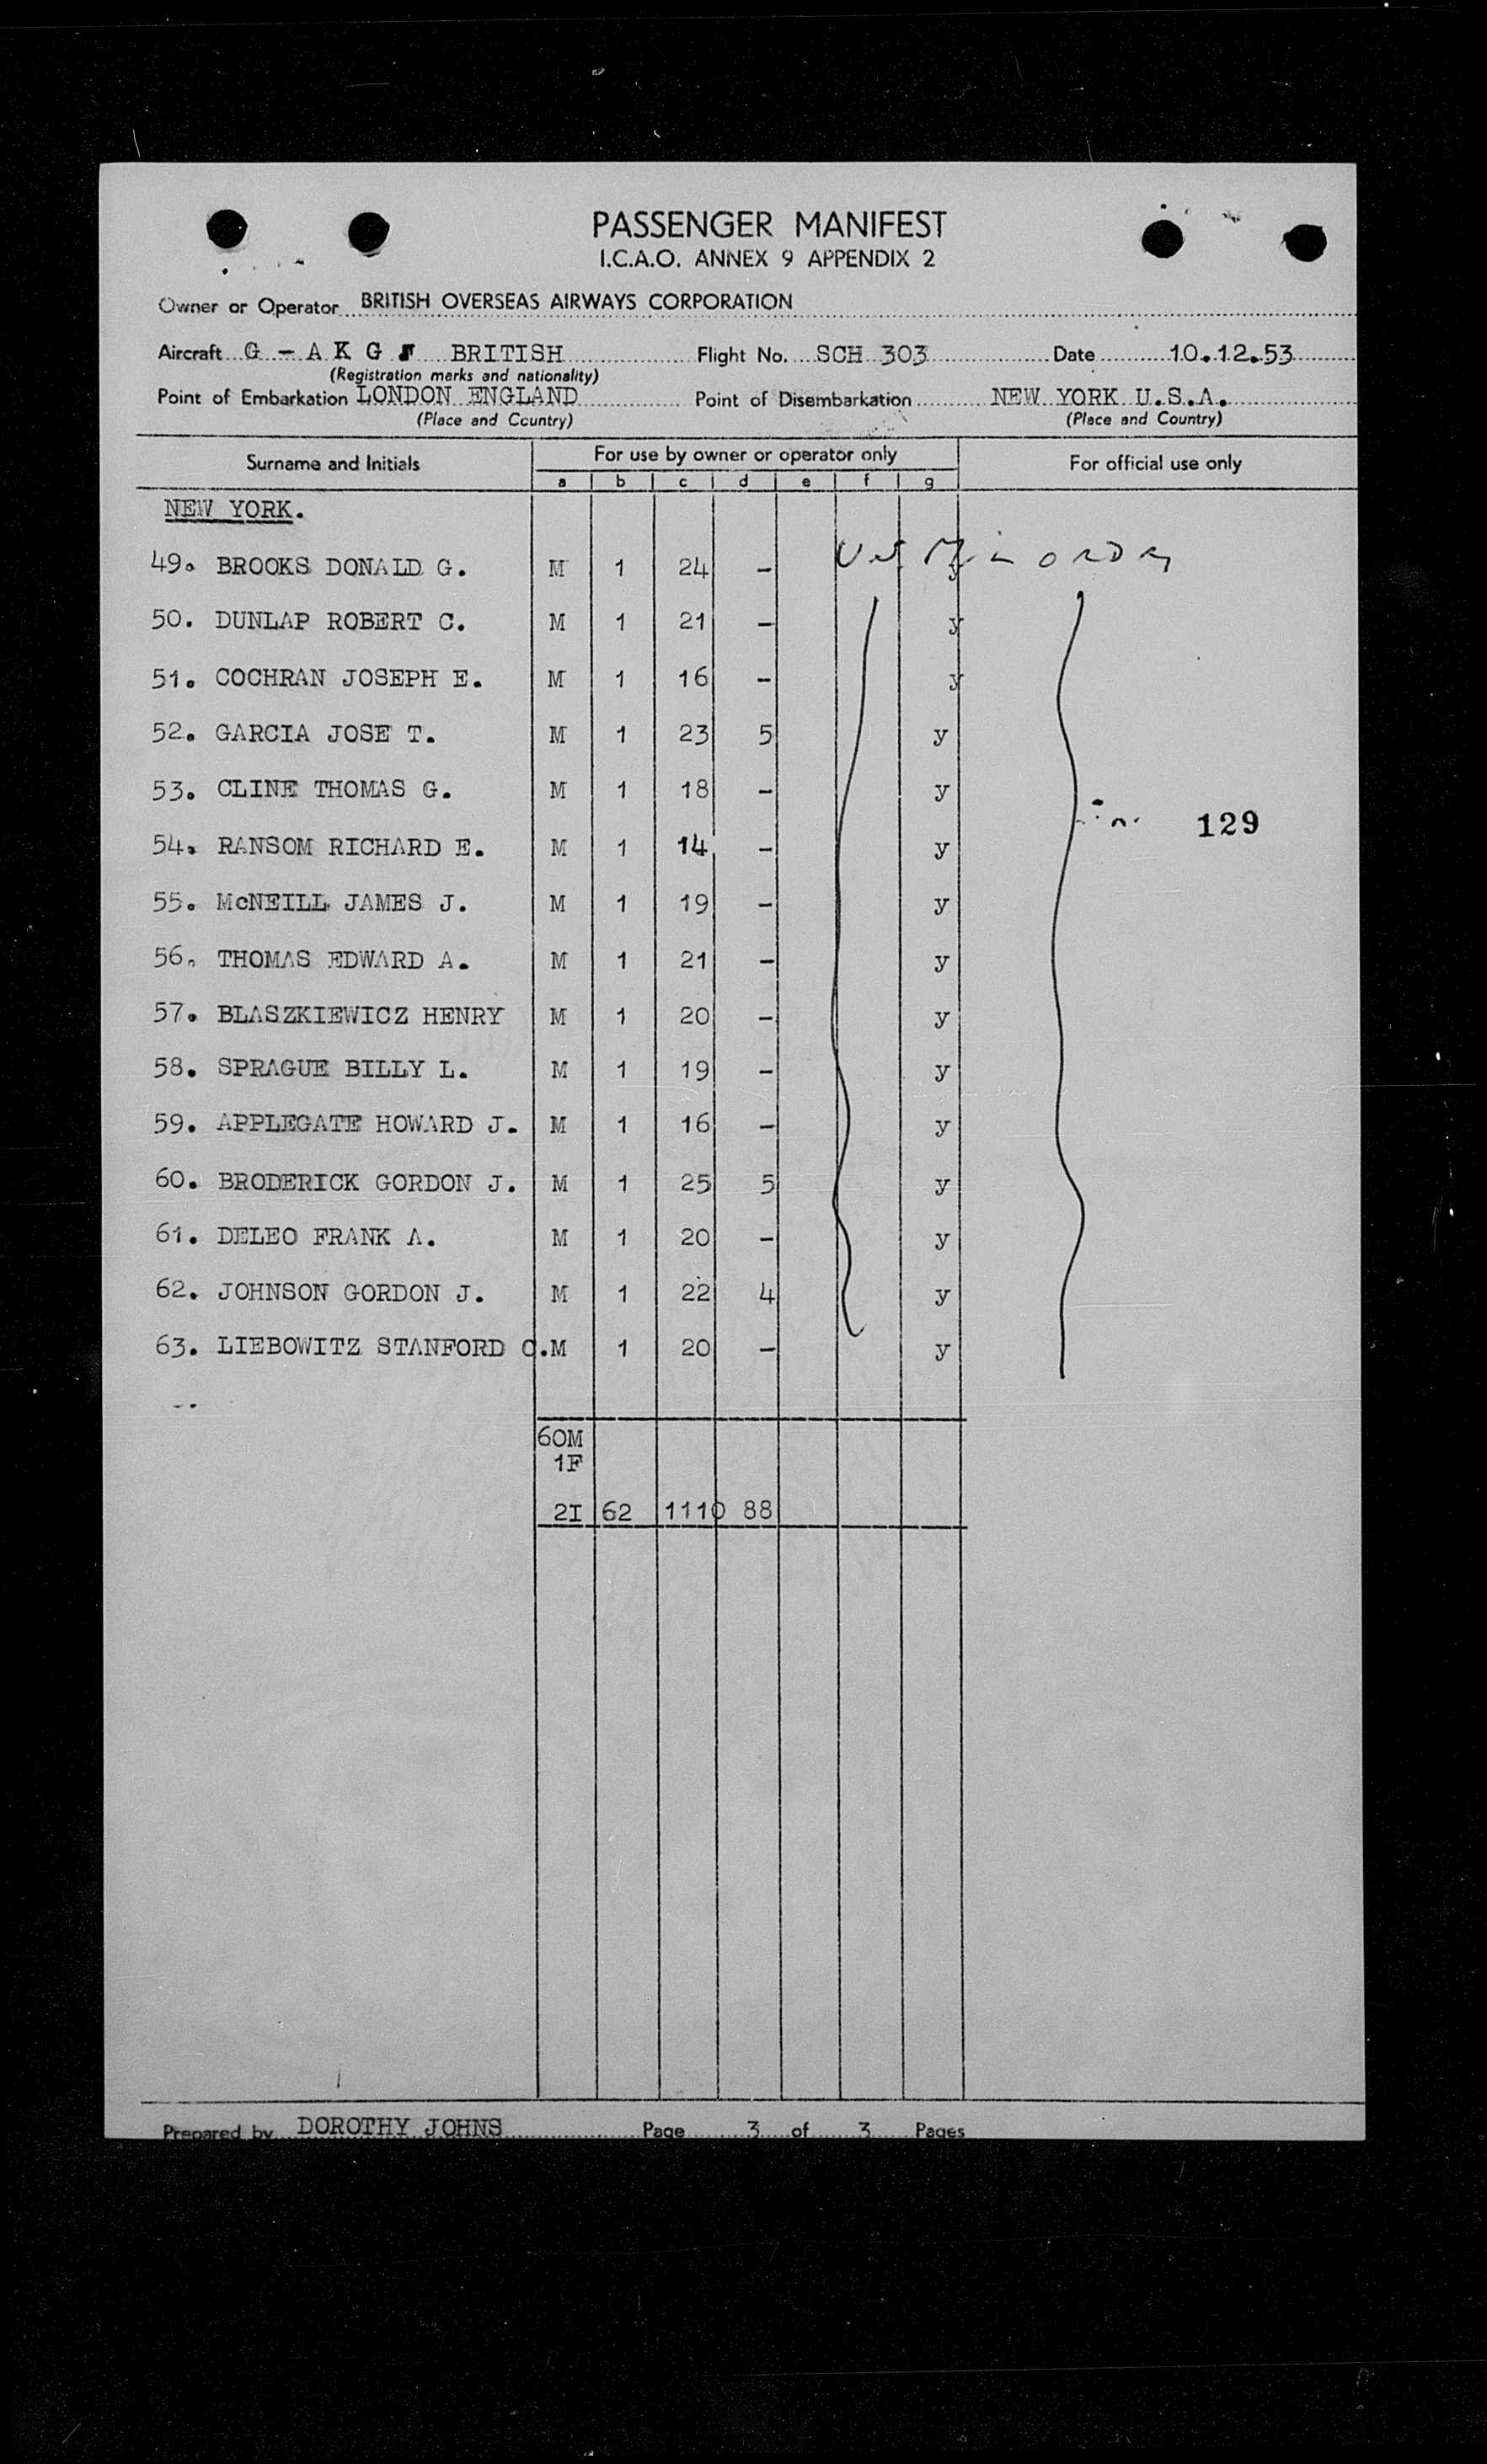 PASSENGER MANIFEST
I.C.A.O. ANNEX 9 APPENDIX 2
Owner or Operator BRITISH OVERSEAS AIRWAYS CORPORATION
Aircraft G - A K G J BRITISH Flight No. SCH 303 Date 10.12.53
(Registration marks and nationality)
Point of Embarkation LONDON ENGLAND Point of Disembarkation NEW YORK U.S.A.
(Place and Country) (Place and Country)
Surname and Initials For use by owner or operator only For official use only
a b c d e f g
NEW YORK.
49. BROOKS DONALD G. M 1 24 - y
50. DUNLAP ROBERT C. M 1 21 - y
51. COCHRAN JOSEPH E. M 1 16 - y
52. GARCIA JOSE T. M 1 23 5 y
53. CLINE THOMAS G. M 1 18 - y
129
54. RANSOM RICHARD E. M 1 14 - y
55. McNEILL JAMES J. M 1 19 - y
56. THOMAS EDWARD A. M 1 21 - y
57. BLASZKIEWICZ HENRY M 1 20 - y
58. SPRAGUE BILLY L. M 1 19 - y
59. APPLEGATE HOWARD J. M 1 16 - y
60. BRODERICK GORDON J. M 1 25 5 y
61. DELEO FRANK A. M 1 20 - y
62. JOHNSON GORDON J. M 1 22 4 y
63. LIEBOWITZ STANFORD C. M 1 20 - y
60M
1F
2I 62 1110 88
Prepared by DOROTHY JOHNS Page 3 of 3 Pages